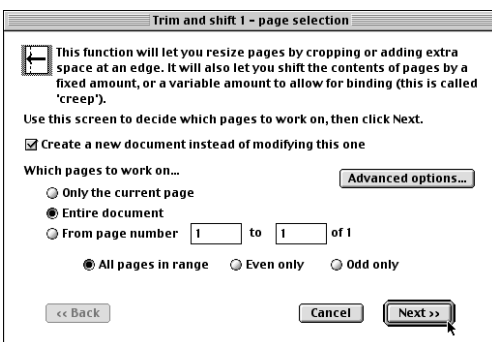 Trim and shift 1 - page selection
This function will let you resize pages by cropping or adding extra
space at an edge. It will also let you shift the contents of pages by a
fixed amount, or a variable amount to allow for binding (this is called
'creep').
Use this screen to decide which pages to work on, then click Next.
Create a new document instead of modifying this one
Which pages to work on...
Advanced options...
Only the current page
Entire document
From page number 1 to 1 of 1
All pages in range Even only Odd only
<< Back Cancel Next >>